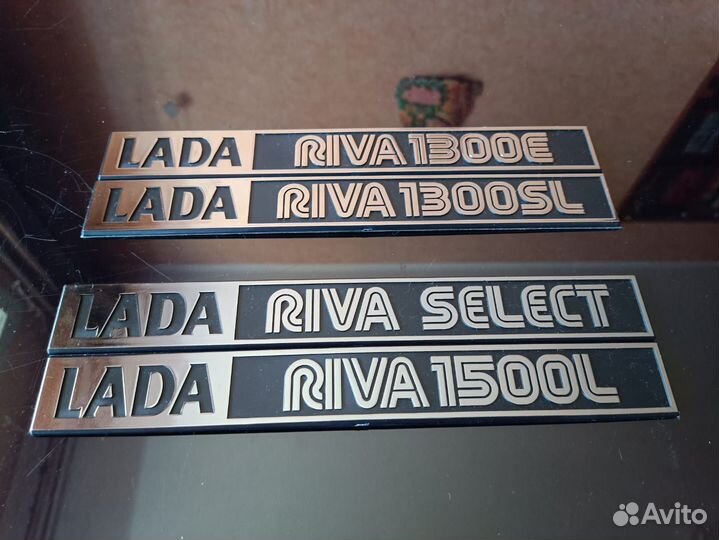 LADA RIVA 1300E
LADA RIVA 1300SL
LADA RIVA SELECT
LADA RIVA 1500L
Avito